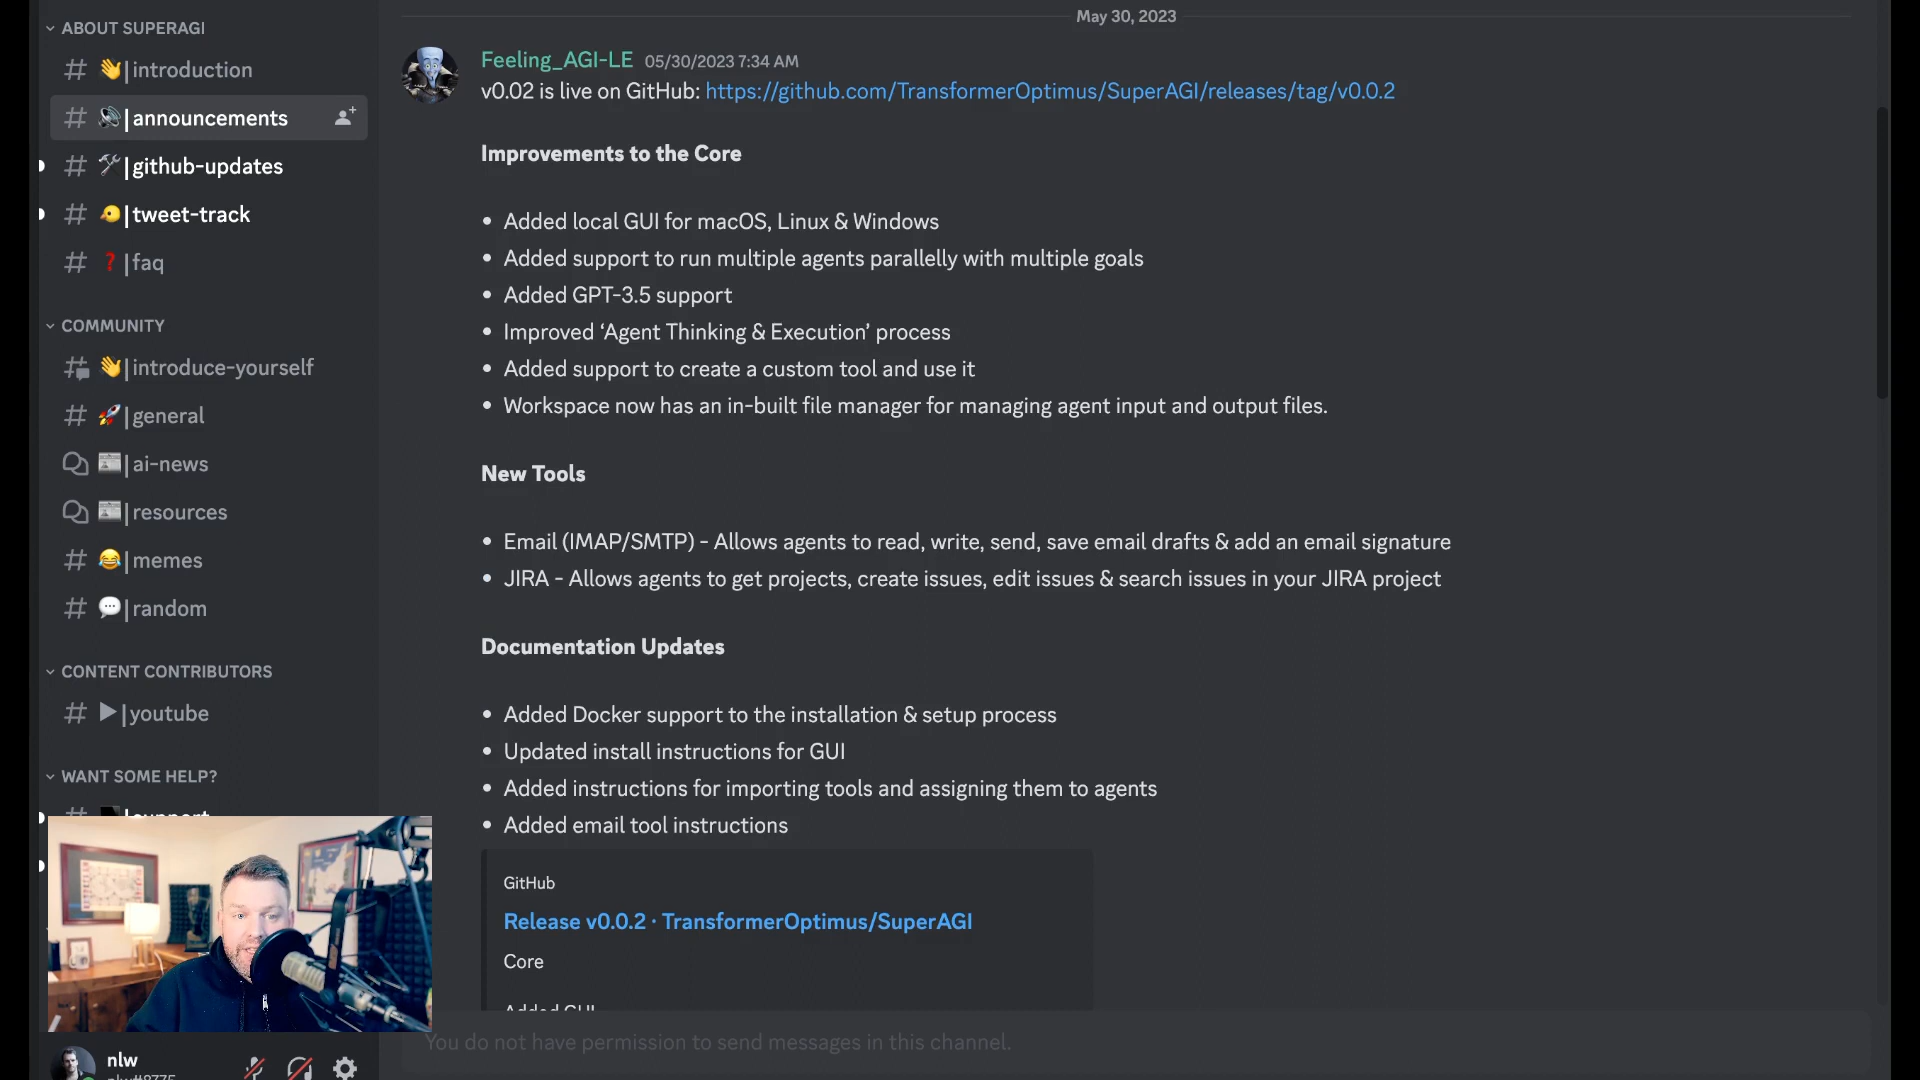 ABOUT SUPERAGI
introduction
announcements
github-updates
tweet-track
faq
COMMUNITY
introduce-yourself
general
ai-news
resources
memes
random
CONTENT CONTRIBUTORS
youtube
WANT SOME HELP?
support
nlw
May 30, 2023
Feeling_AGI-LE 05/30/2023 7:34 AM
v0.02 is live on GitHub: https://github.com/TransformerOptimus/SuperAGI/releases/tag/v0.0.2
Improvements to the Core
• Added local GUI for macOS, Linux & Windows
• Added support to run multiple agents parallelly with multiple goals
• Added GPT-3.5 support
• Improved ‘Agent Thinking & Execution’ process
• Added support to create a custom tool and use it
• Workspace now has an in-built file manager for managing agent input and output files.
New Tools
• Email (IMAP/SMTP) - Allows agents to read, write, send, save email drafts & add an email signature
• JIRA - Allows agents to get projects, create issues, edit issues & search issues in your JIRA project
Documentation Updates
• Added Docker support to the installation & setup process
• Updated install instructions for GUI
• Added instructions for importing tools and assigning them to agents
• Added email tool instructions
GitHub
Release v0.0.2 · TransformerOptimus/SuperAGI
Core
Added GUI
You do not have permission to send messages in this channel.